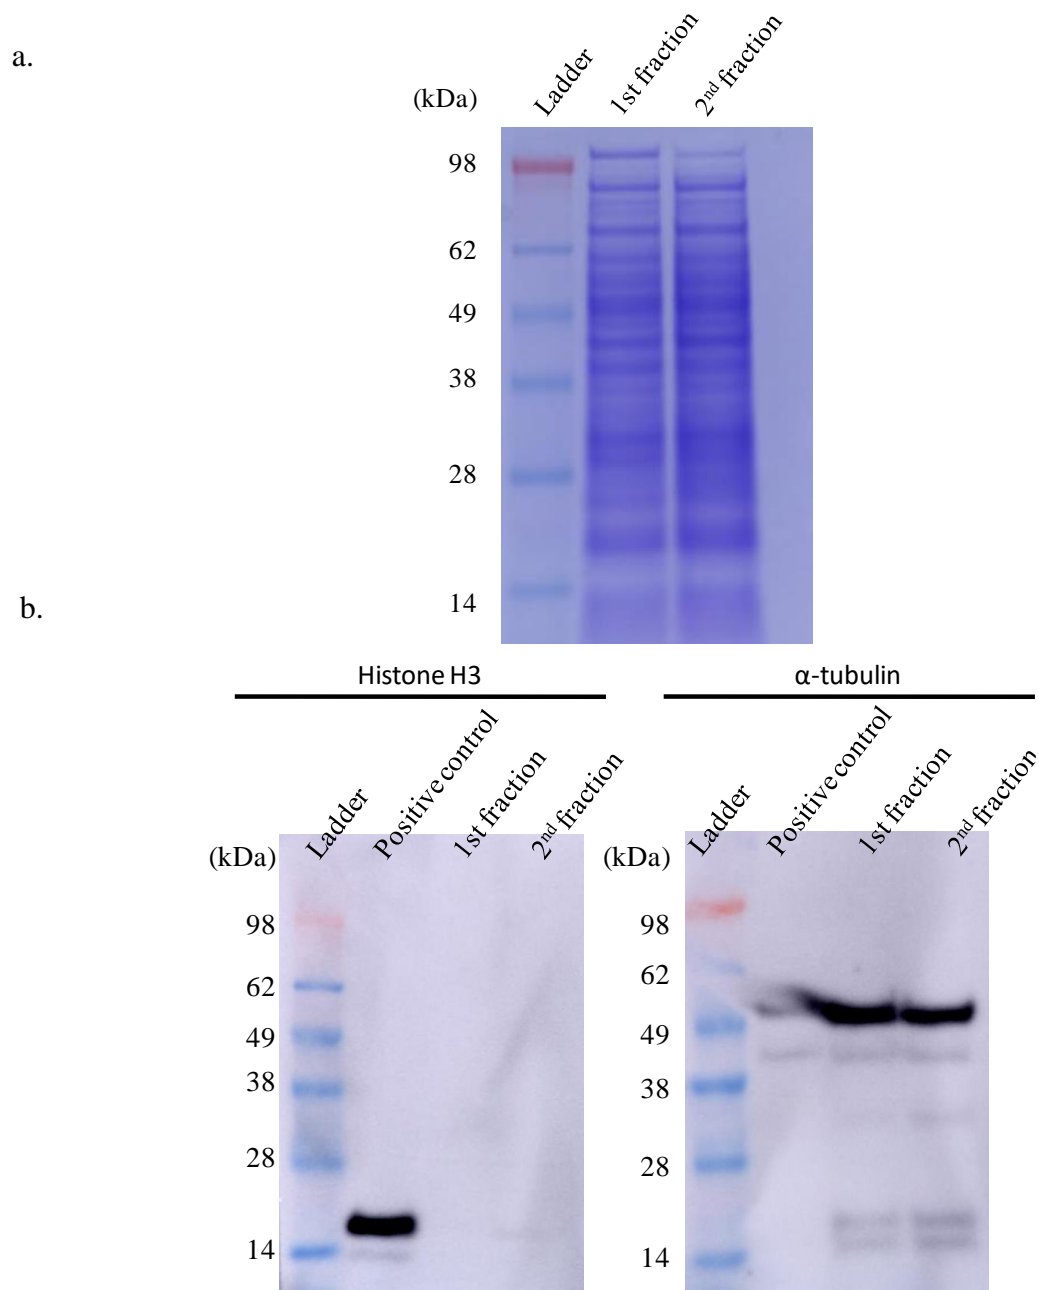 a.
(kDa)
Ladder
1st fraction
2nd fraction
98
62
49
38
28
14
b.
Histone H3
α-tubulin
(kDa)
Ladder
Positive control
1st fraction
2nd fraction
98
62
49
38
28
14
(kDa)
Ladder
Positive control
1st fraction
2nd fraction
98
62
49
38
28
14